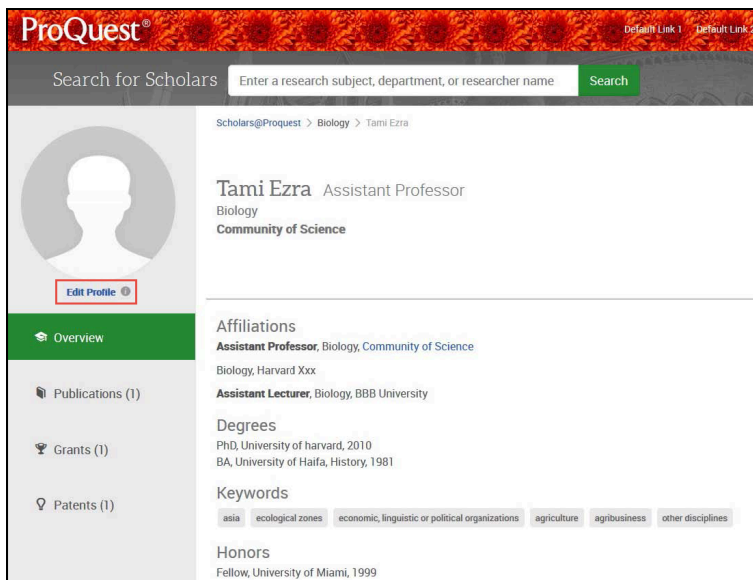 ProQuest®
Default Link 1 Default Link 2
Search for Scholars
Enter a research subject, department, or researcher name
Search
Scholars@Proquest > Biology > Tami Ezra
Tami Ezra Assistant Professor
Biology
Community of Science
Edit Profile
Overview
Publications (1)
Grants (1)
Patents (1)
Affiliations
Assistant Professor, Biology, Community of Science
Biology, Harvard Xxx
Assistant Lecturer, Biology, BBB University
Degrees
PhD, University of harvard, 2010
BA, University of Haifa, History, 1981
Keywords
asia ecological zones economic, linguistic or political organizations agriculture agribusiness other disciplines
Honors
Fellow, University of Miami, 1999